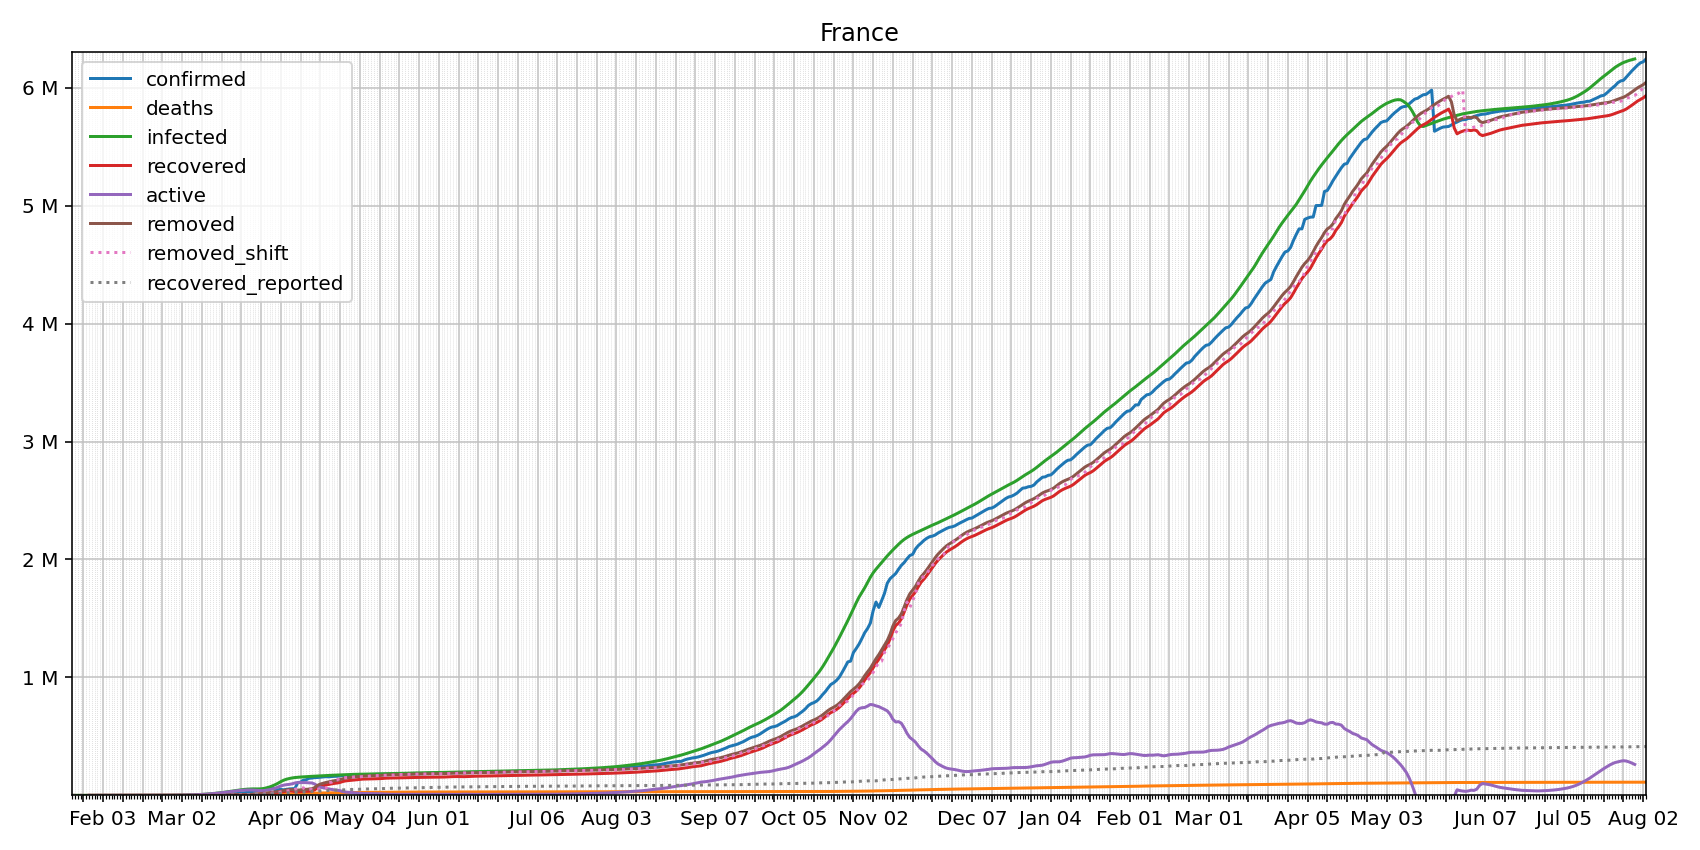 France
confirmed
deaths
infected
recovered
active
removed
removed_shift
recovered_reported
6 M
5 M
4 M
3 M
2 M
1 M
Feb 03 Mar 02 Apr 06 May 04 Jun 01 Jul 06 Aug 03 Sep 07 Oct 05 Nov 02 Dec 07 Jan 04 Feb 01 Mar 01 Apr 05 May 03 Jun 07 Jul 05 Aug 02